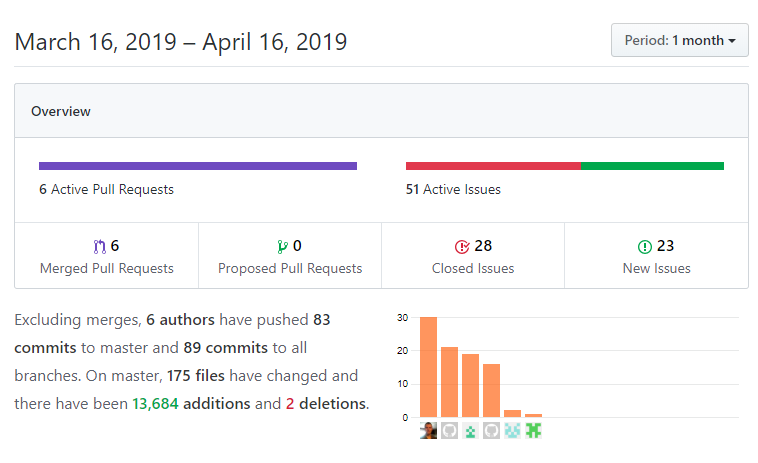 March 16, 2019 – April 16, 2019
Period: 1 month
Overview
6 Active Pull Requests
51 Active Issues
6
Merged Pull Requests
0
Proposed Pull Requests
28
Closed Issues
23
New Issues
Excluding merges, 6 authors have pushed 83
commits to master and 89 commits to all
branches. On master, 175 files have changed and
there have been 13,684 additions and 2 deletions.
30
20
10
0